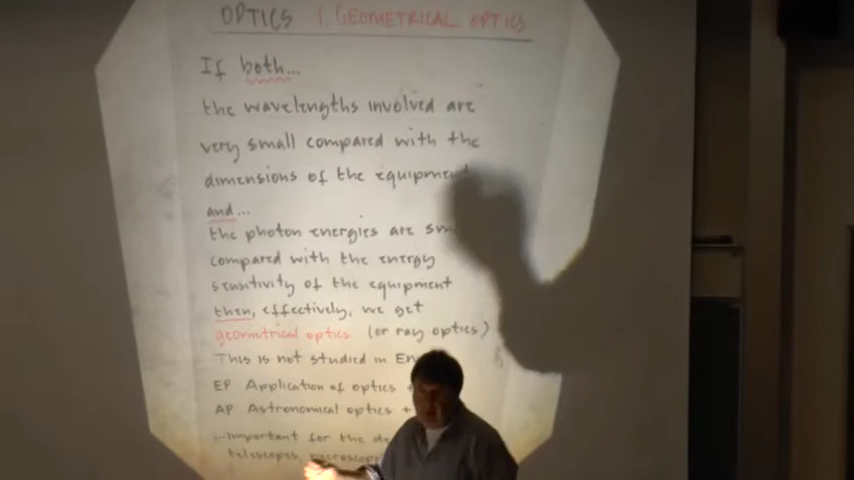 OPTICS 1. GEOMETRICAL OPTICS
If both...
the wavelengths involved are
very small compared with the
dimensions of the equipment
and...
the photon energies are
compared with the energy
sensitivity of the equipment
then, effectively, we get
geometrical optics (or ray optics)
This is not studied in
EP Application of optics
AP Astronomical optics +
Important for the
telescopes,